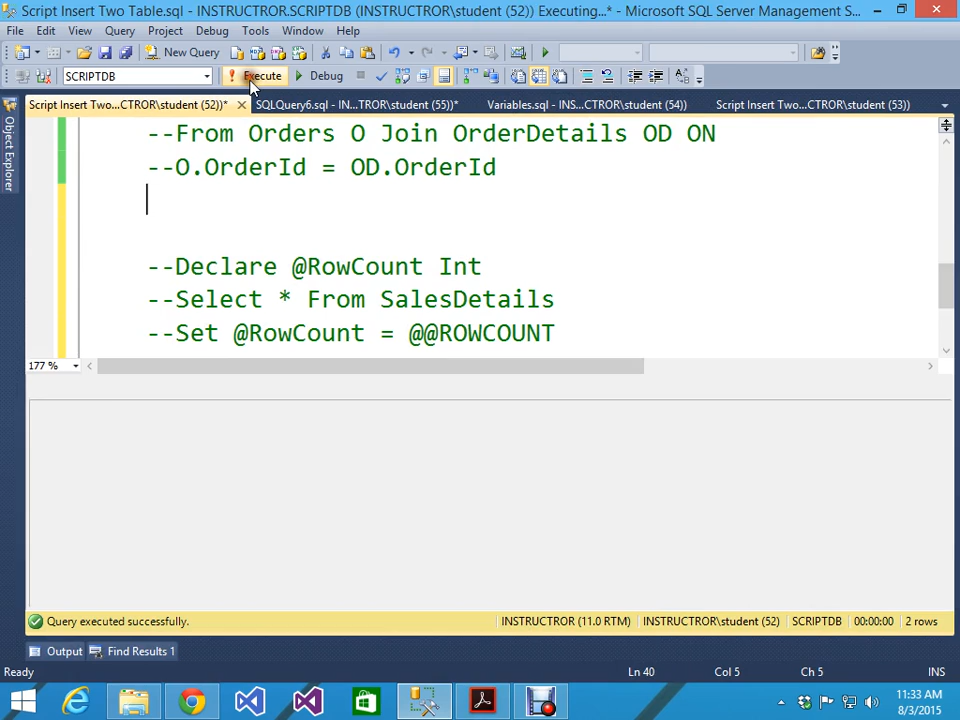 Script Insert Two Table.sql - INSTRUCTROR.SCRIPTDB (INSTRUCTROR\student (52)) Executing...* - Microsoft SQL Server Management S...
File Edit View Query Project Debug Tools Window Help
New Query
SCRIPTDB Execute Debug
Script Insert Two...CTROR\student (52))* SQLQuery6.sql - IN...TROR\student (55))* Variables.sql - INS...CTROR\student (54)) Script Insert Two...CTROR\student (53))
Object Explorer
--From Orders O Join OrderDetails OD ON
--O.OrderId = OD.OrderId
--Declare @RowCount Int
--Select * From SalesDetails
--Set @RowCount = @@ROWCOUNT
177 %
Query executed successfully. INSTRUCTROR (11.0 RTM) INSTRUCTROR\student (52) SCRIPTDB 00:00:00 2 rows
Output Find Results 1
Ready Ln 40 Col 5 Ch 5 INS
11:33 AM
8/3/2015